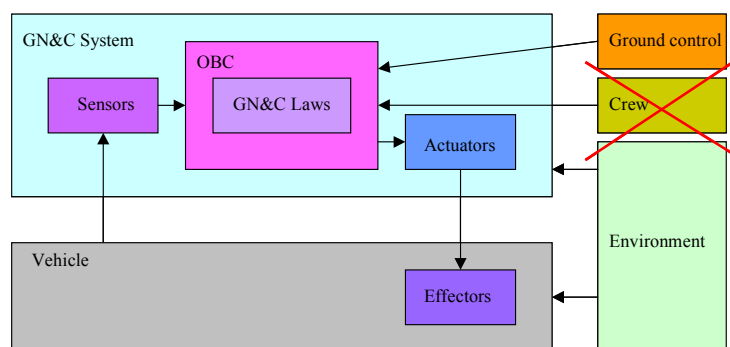 GN&C System
OBC
Sensors
GN&C Laws
Actuators
Ground control
Crew
Environment
Vehicle
Effectors